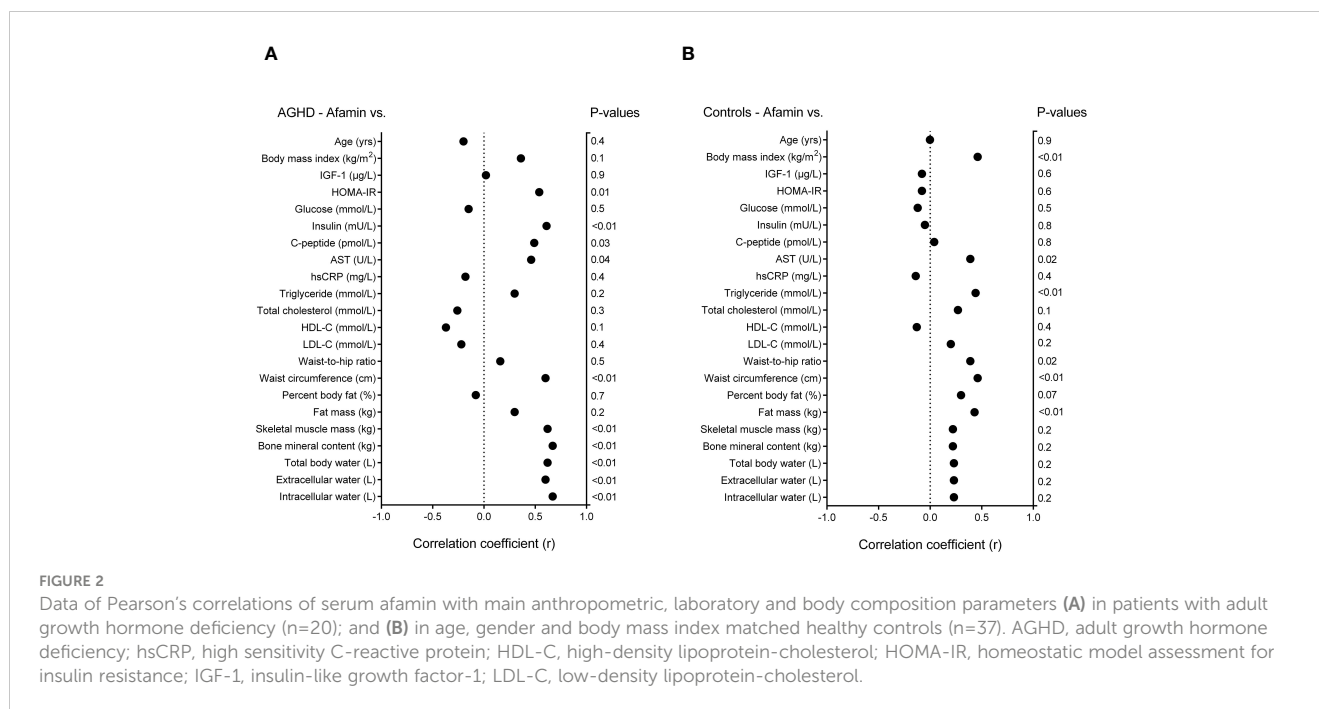 A
B
AGHD - Afamin vs.
P-values
Age (yrs) 0.4
Body mass index (kg/m²) 0.1
IGF-1 (µg/L) 0.9
HOMA-IR 0.01
Glucose (mmol/L) 0.5
Insulin (mU/L) <0.01
C-peptide (pmol/L) 0.03
AST (U/L) 0.04
hsCRP (mg/L) 0.4
Triglyceride (mmol/L) 0.2
Total cholesterol (mmol/L) 0.3
HDL-C (mmol/L) 0.1
LDL-C (mmol/L) 0.4
Waist-to-hip ratio 0.5
Waist circumference (cm) <0.01
Percent body fat (%) 0.7
Fat mass (kg) 0.2
Skeletal muscle mass (kg) <0.01
Bone mineral content (kg) <0.01
Total body water (L) <0.01
Extracellular water (L) <0.01
Intracellular water (L) <0.01
-1.0 -0.5 0.0 0.5 1.0
Correlation coefficient (r)
Controls - Afamin vs.
P-values
Age (yrs) 0.9
Body mass index (kg/m²) <0.01
IGF-1 (µg/L) 0.6
HOMA-IR 0.6
Glucose (mmol/L) 0.5
Insulin (mU/L) 0.8
C-peptide (pmol/L) 0.8
AST (U/L) 0.02
hsCRP (mg/L) 0.4
Triglyceride (mmol/L) <0.01
Total cholesterol (mmol/L) 0.1
HDL-C (mmol/L) 0.4
LDL-C (mmol/L) 0.2
Waist-to-hip ratio 0.02
Waist circumference (cm) <0.01
Percent body fat (%) 0.07
Fat mass (kg) <0.01
Skeletal muscle mass (kg) 0.2
Bone mineral content (kg) 0.2
Total body water (L) 0.2
Extracellular water (L) 0.2
Intracellular water (L) 0.2
-1.0 -0.5 0.0 0.5 1.0
Correlation coefficient (r)
FIGURE 2
Data of Pearson's correlations of serum afamin with main anthropometric, laboratory and body composition parameters (A) in patients with adult
growth hormone deficiency (n=20); and (B) in age, gender and body mass index matched healthy controls (n=37). AGHD, adult growth hormone
deficiency; hsCRP, high sensitivity C-reactive protein; HDL-C, high-density lipoprotein-cholesterol; HOMA-IR, homeostatic model assessment for
insulin resistance; IGF-1, insulin-like growth factor-1; LDL-C, low-density lipoprotein-cholesterol.